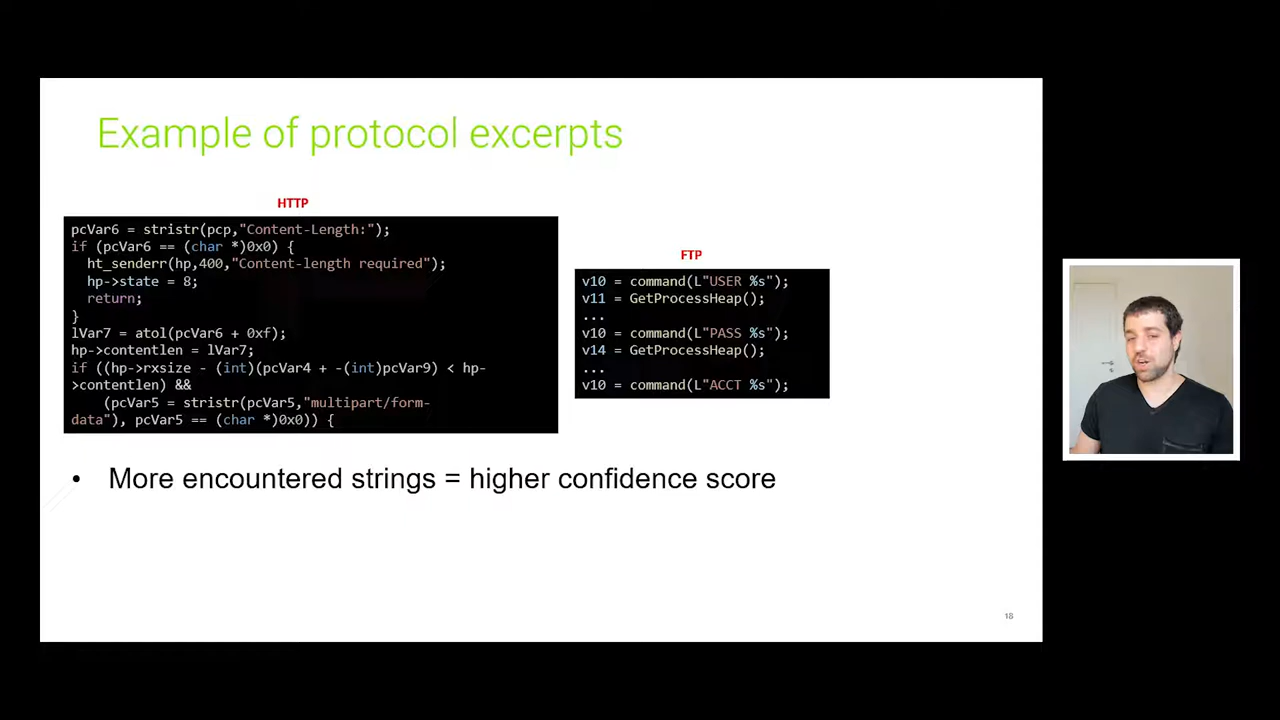 Example of protocol excerpts
HTTP
pcVar6 = stristr(pcp,"Content-Length:");
if (pcVar6 == (char *)0x0) {
  ht_senderr(hp,400,"Content-length required");
  hp->state = 8;
  return;
}
lVar7 = atol(pcVar6 + 0xf);
hp->contentlen = lVar7;
if ((hp->rxsize - (int)(pcVar4 + -(int)pcVar9) < hp-
>contentlen) &&
    (pcVar5 = stristr(pcVar5,"multipart/form-
data"), pcVar5 == (char *)0x0)) {
FTP
v10 = command(L"USER %s");
v11 = GetProcessHeap();
...
v10 = command(L"PASS %s");
v14 = GetProcessHeap();
...
v10 = command(L"ACCT %s");
• More encountered strings = higher confidence score
18